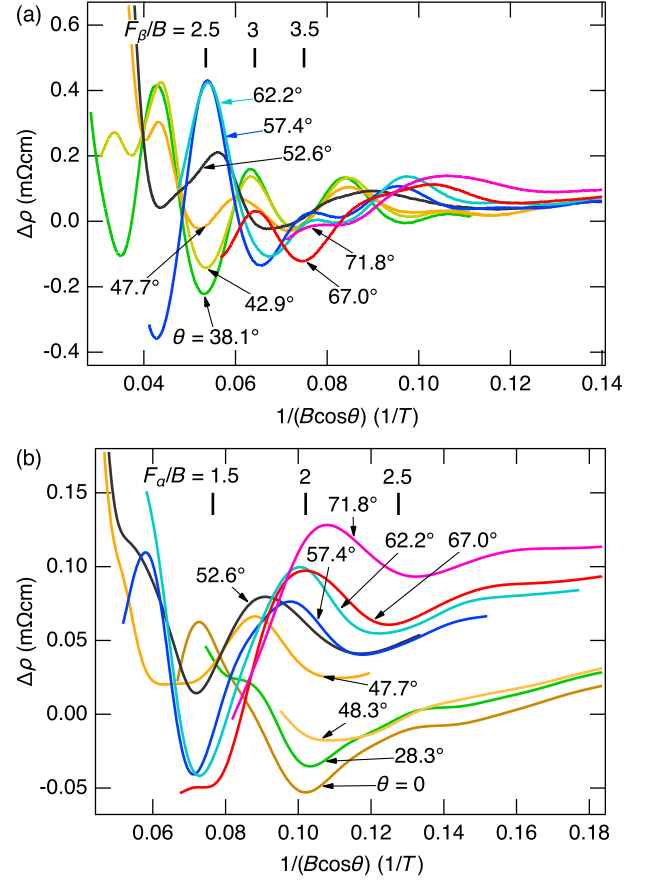 (a)
0.6
F_β/B = 2.5 3 3.5
0.4
62.2°
57.4°
52.6°
0.2
Δρ (mΩcm)
0.0
71.8°
47.7°
42.9°
67.0°
-0.2
θ = 38.1°
-0.4
0.04 0.06 0.08 0.10 0.12 0.14
1/(Bcosθ) (1/T)
(b)
F_α/B = 1.5 2 2.5
0.15
71.8°
57.4° 62.2° 67.0°
0.10
52.6°
0.05
Δρ (mΩcm)
47.7°
48.3°
0.00
28.3°
θ = 0
-0.05
0.06 0.08 0.10 0.12 0.14 0.16 0.18
1/(Bcosθ) (1/T)